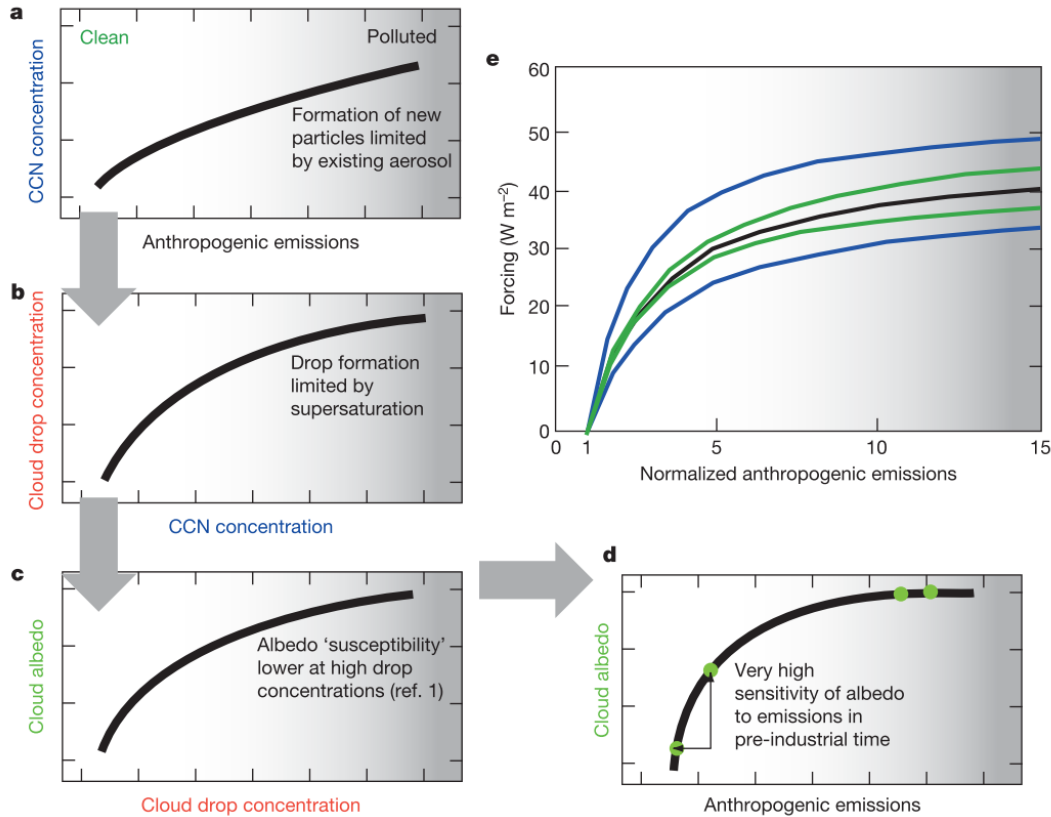 a
Clean
Polluted
CCN concentration
Formation of new
particles limited
by existing aerosol
Anthropogenic emissions
b
Cloud drop concentration
Drop formation
limited by
supersaturation
CCN concentration
c
Cloud albedo
Albedo ‘susceptibility’
lower at high drop
concentrations (ref. 1)
Cloud drop concentration
d
Cloud albedo
Very high
sensitivity of albedo
to emissions in
pre-industrial time
Anthropogenic emissions
e
Forcing (W m⁻²)
60
50
40
30
20
10
0
0 1 5 10 15
Normalized anthropogenic emissions